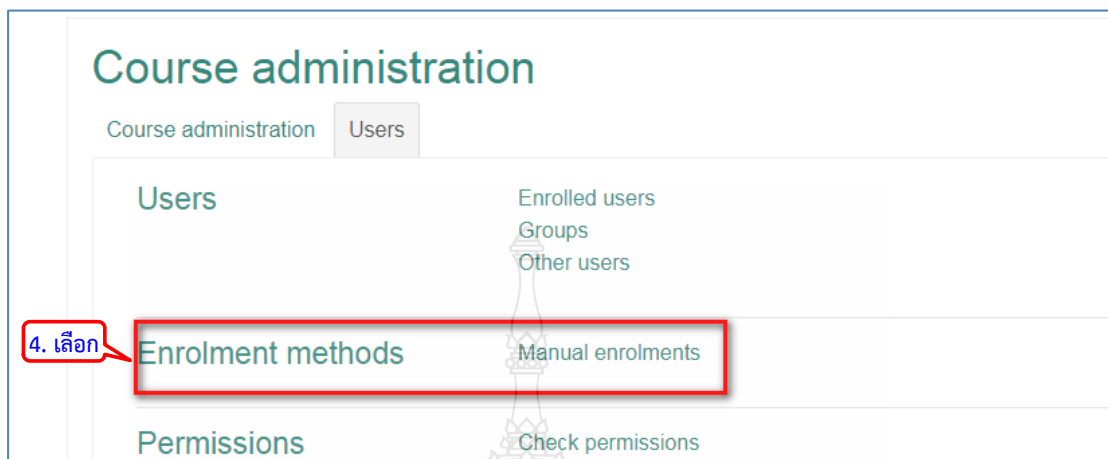 Course administration
Course administration Users
Users Enrolled users
Groups
Other users
4. เลือก
Enrolment methods Manual enrolments
Permissions Check permissions